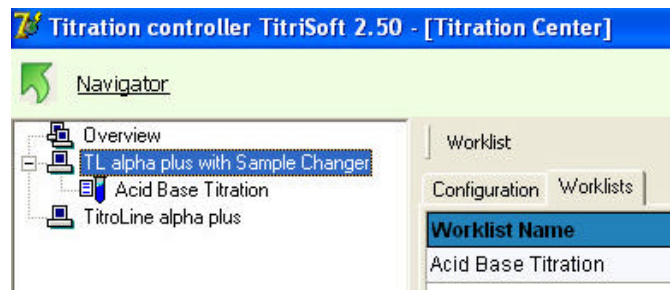 Titration controller TitriSoft 2.50 - [Titration Center]
Navigator
Overview
TL alpha plus with Sample Changer
Acid Base Titration
TitroLine alpha plus
Worklist
Configuration Worklists
Worklist Name
Acid Base Titration